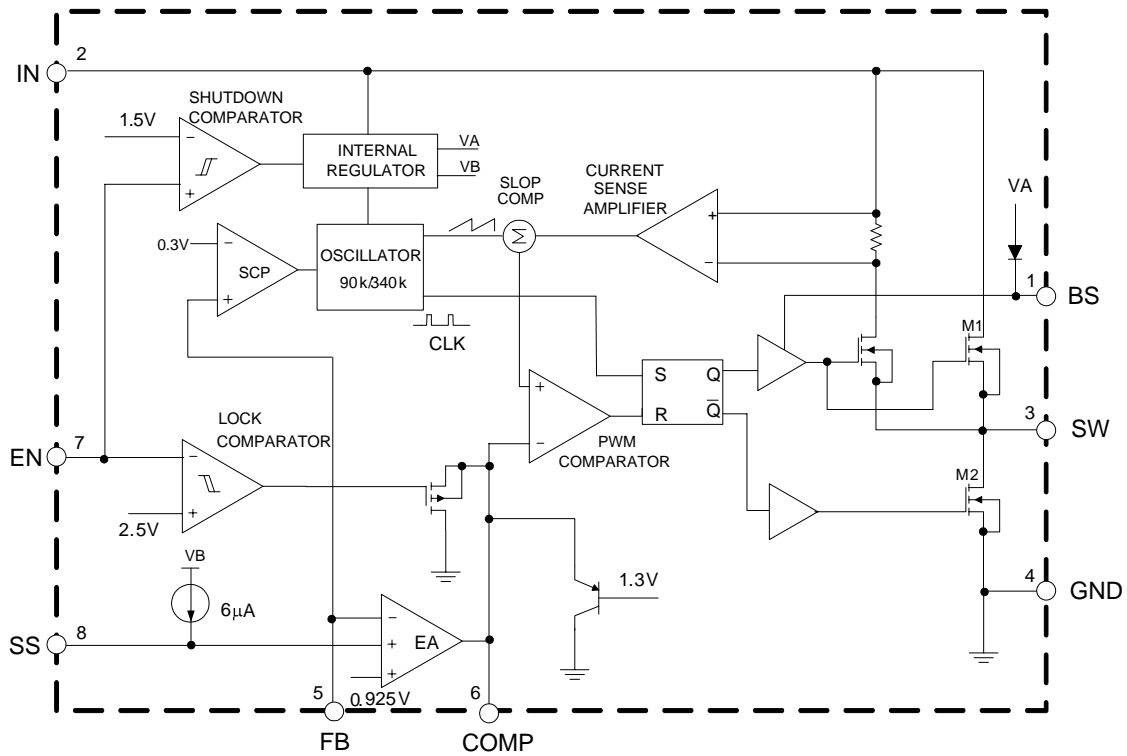 2
IN
SHUTDOWN
COMPARATOR
1.5V
−
+
INTERNAL
REGULATOR
VA
VB
SLOP
COMP
Σ
CURRENT
SENSE
AMPLIFIER
+
−
VA
0.3V
−
SCP
+
OSCILLATOR
90k/340k
CLK
1
BS
M1
S
Q
R
Q̅
+
−
PWM
COMPARATOR
3
SW
LOCK
COMPARATOR
7
EN
−
+
2.5V
M2
VB
6µA
1.3V
4
GND
8
SS
−
+
+
EA
0.925V
5
FB
6
COMP